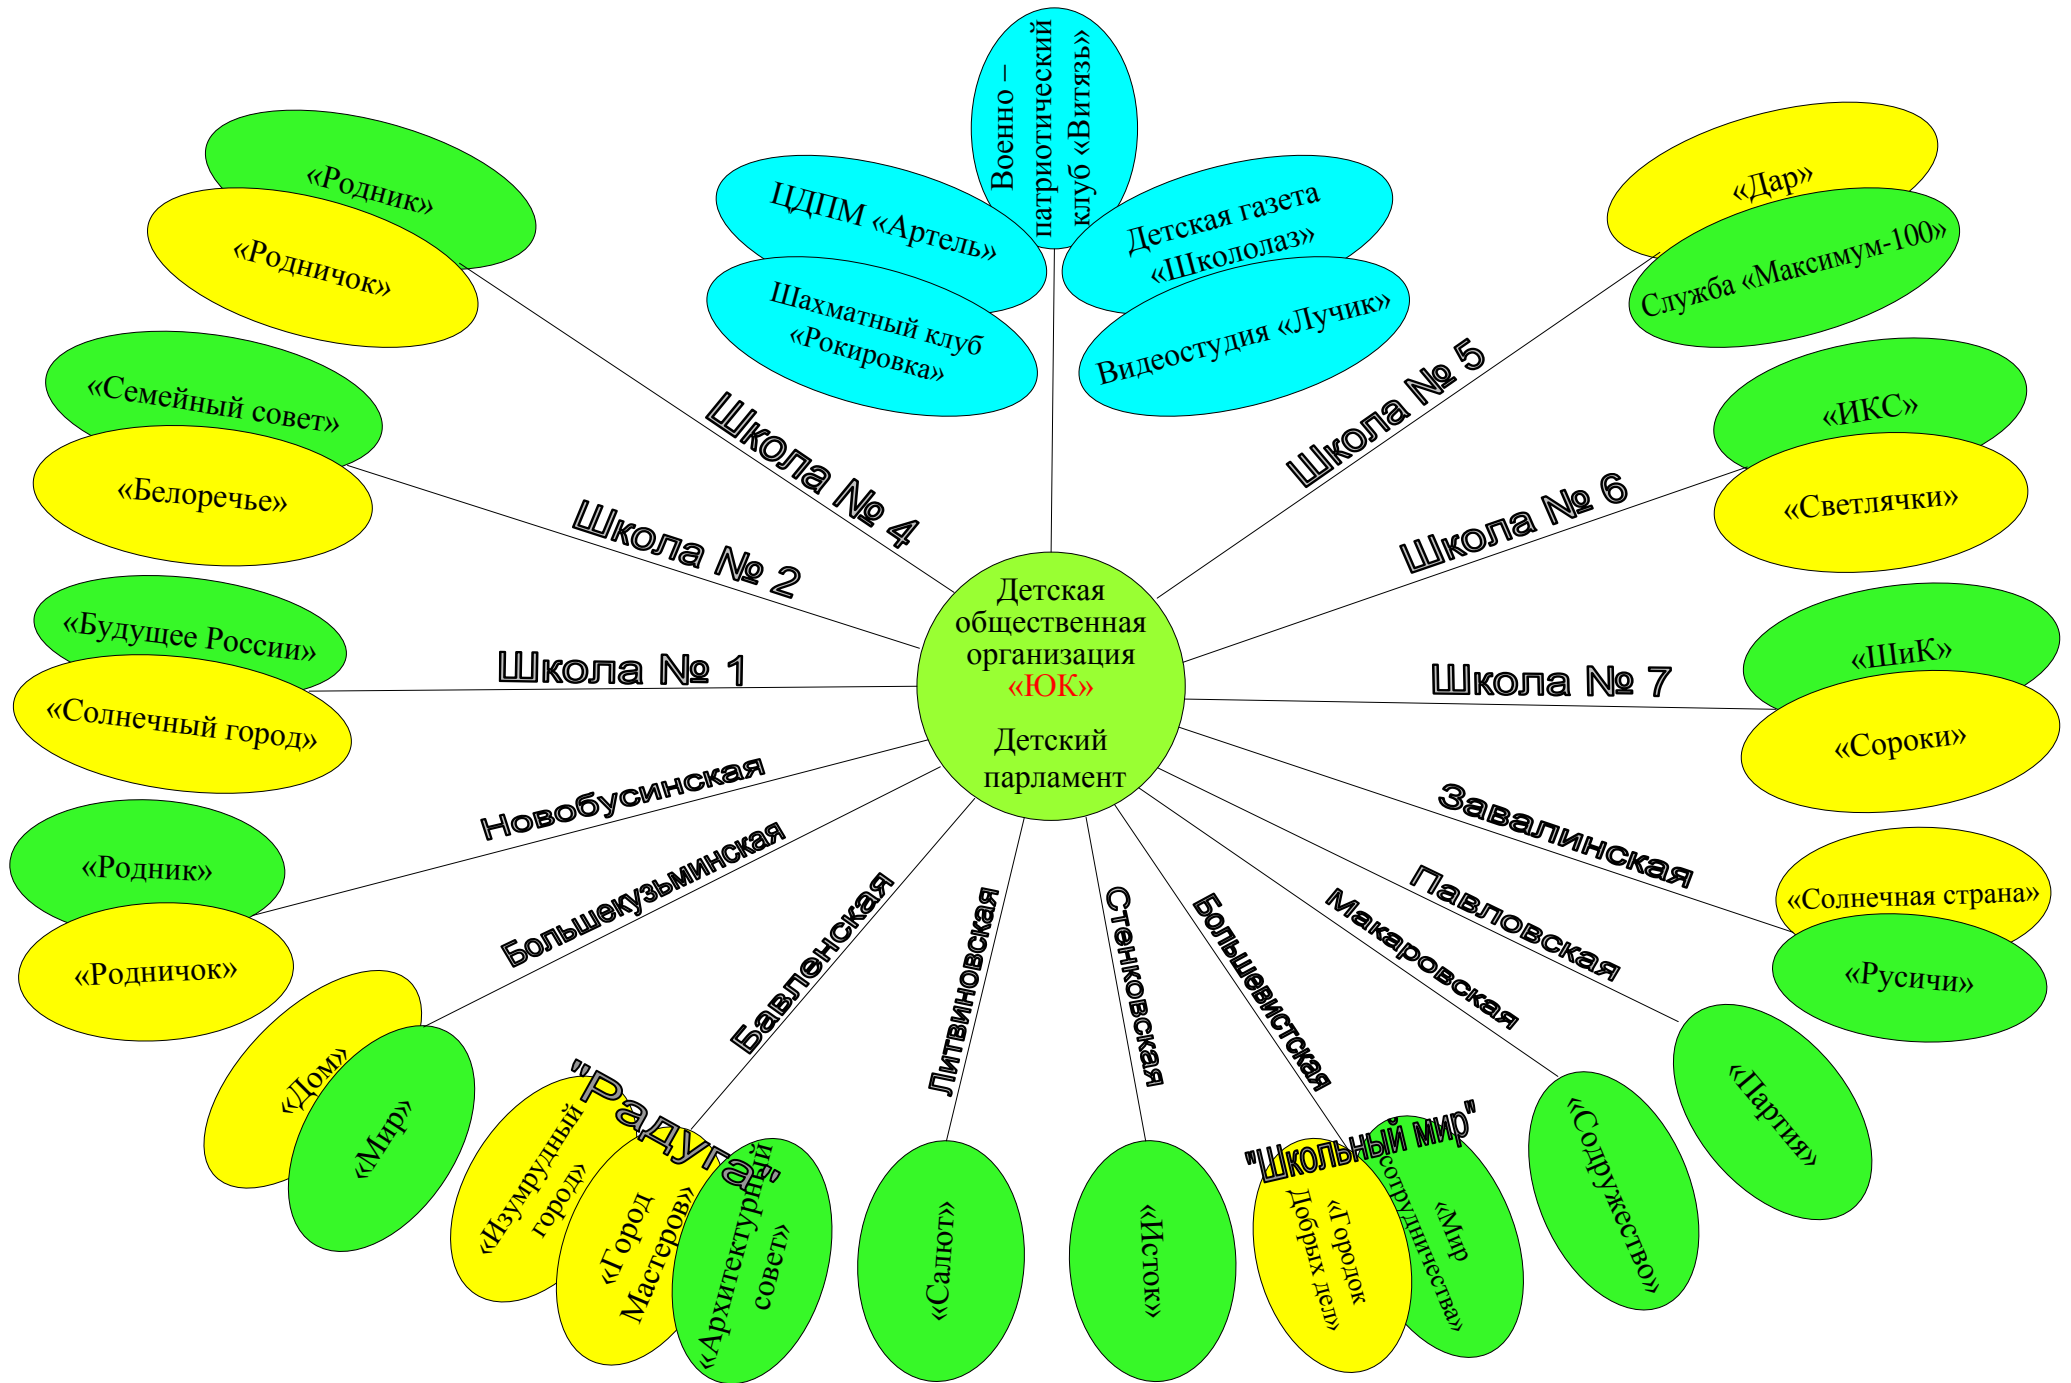 Военно –
патриотический
клуб «Витязь»
ЦДПМ «Артель»
Шахматный клуб
«Рокировка»
Детская газета
«Школолаз»
Видеостудия «Лучик»
«Родник»
«Родничок»
Школа № 4
«Семейный совет»
«Белоречье»
Школа № 2
«Будущее России»
«Солнечный город»
Школа № 1
«Родник»
«Родничок»
Новобусинская
«Дом»
«Мир»
Большекузьминская
"Радуга"
«Изумрудный
город»
«Город
Мастеров»
«Архитектурный
совет»
Бавленская
Литвиновская
«Салют»
Стенковская
«Исток»
Большевистская
"Школьный мир"
«Городок
Добрых дел»
«Мир
сотрудничества»
Макаровская
«Содружество»
Павловская
«Партия»
Завалинская
«Солнечная страна»
«Русичи»
Школа № 7
«ШиК»
«Сороки»
Школа № 6
«ИКС»
«Светлячки»
Школа № 5
«Дар»
Служба «Максимум-100»
Детская
общественная
организация
«ЮК»
Детский
парламент